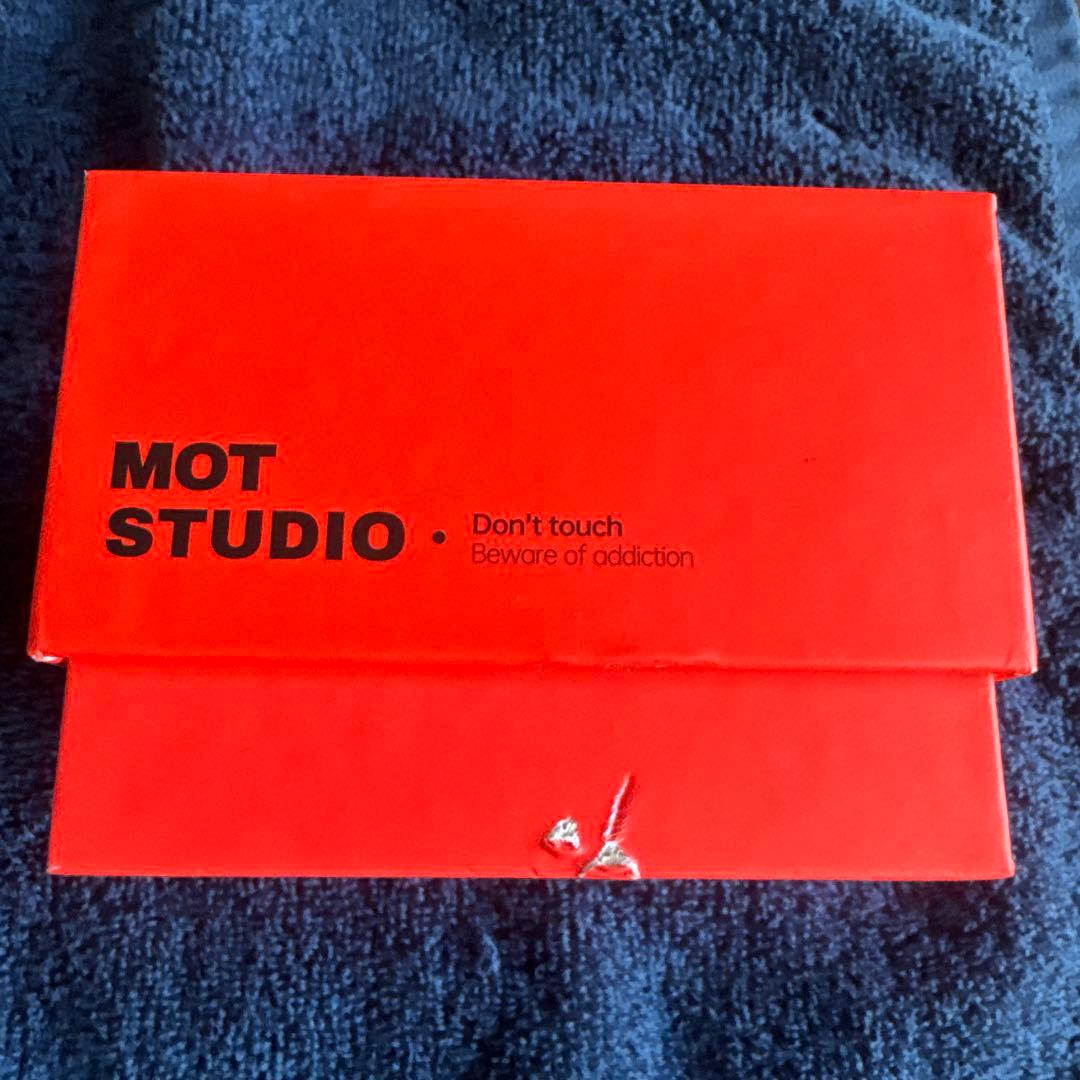 MOT
STUDIO · Don't touch
Beware of addiction